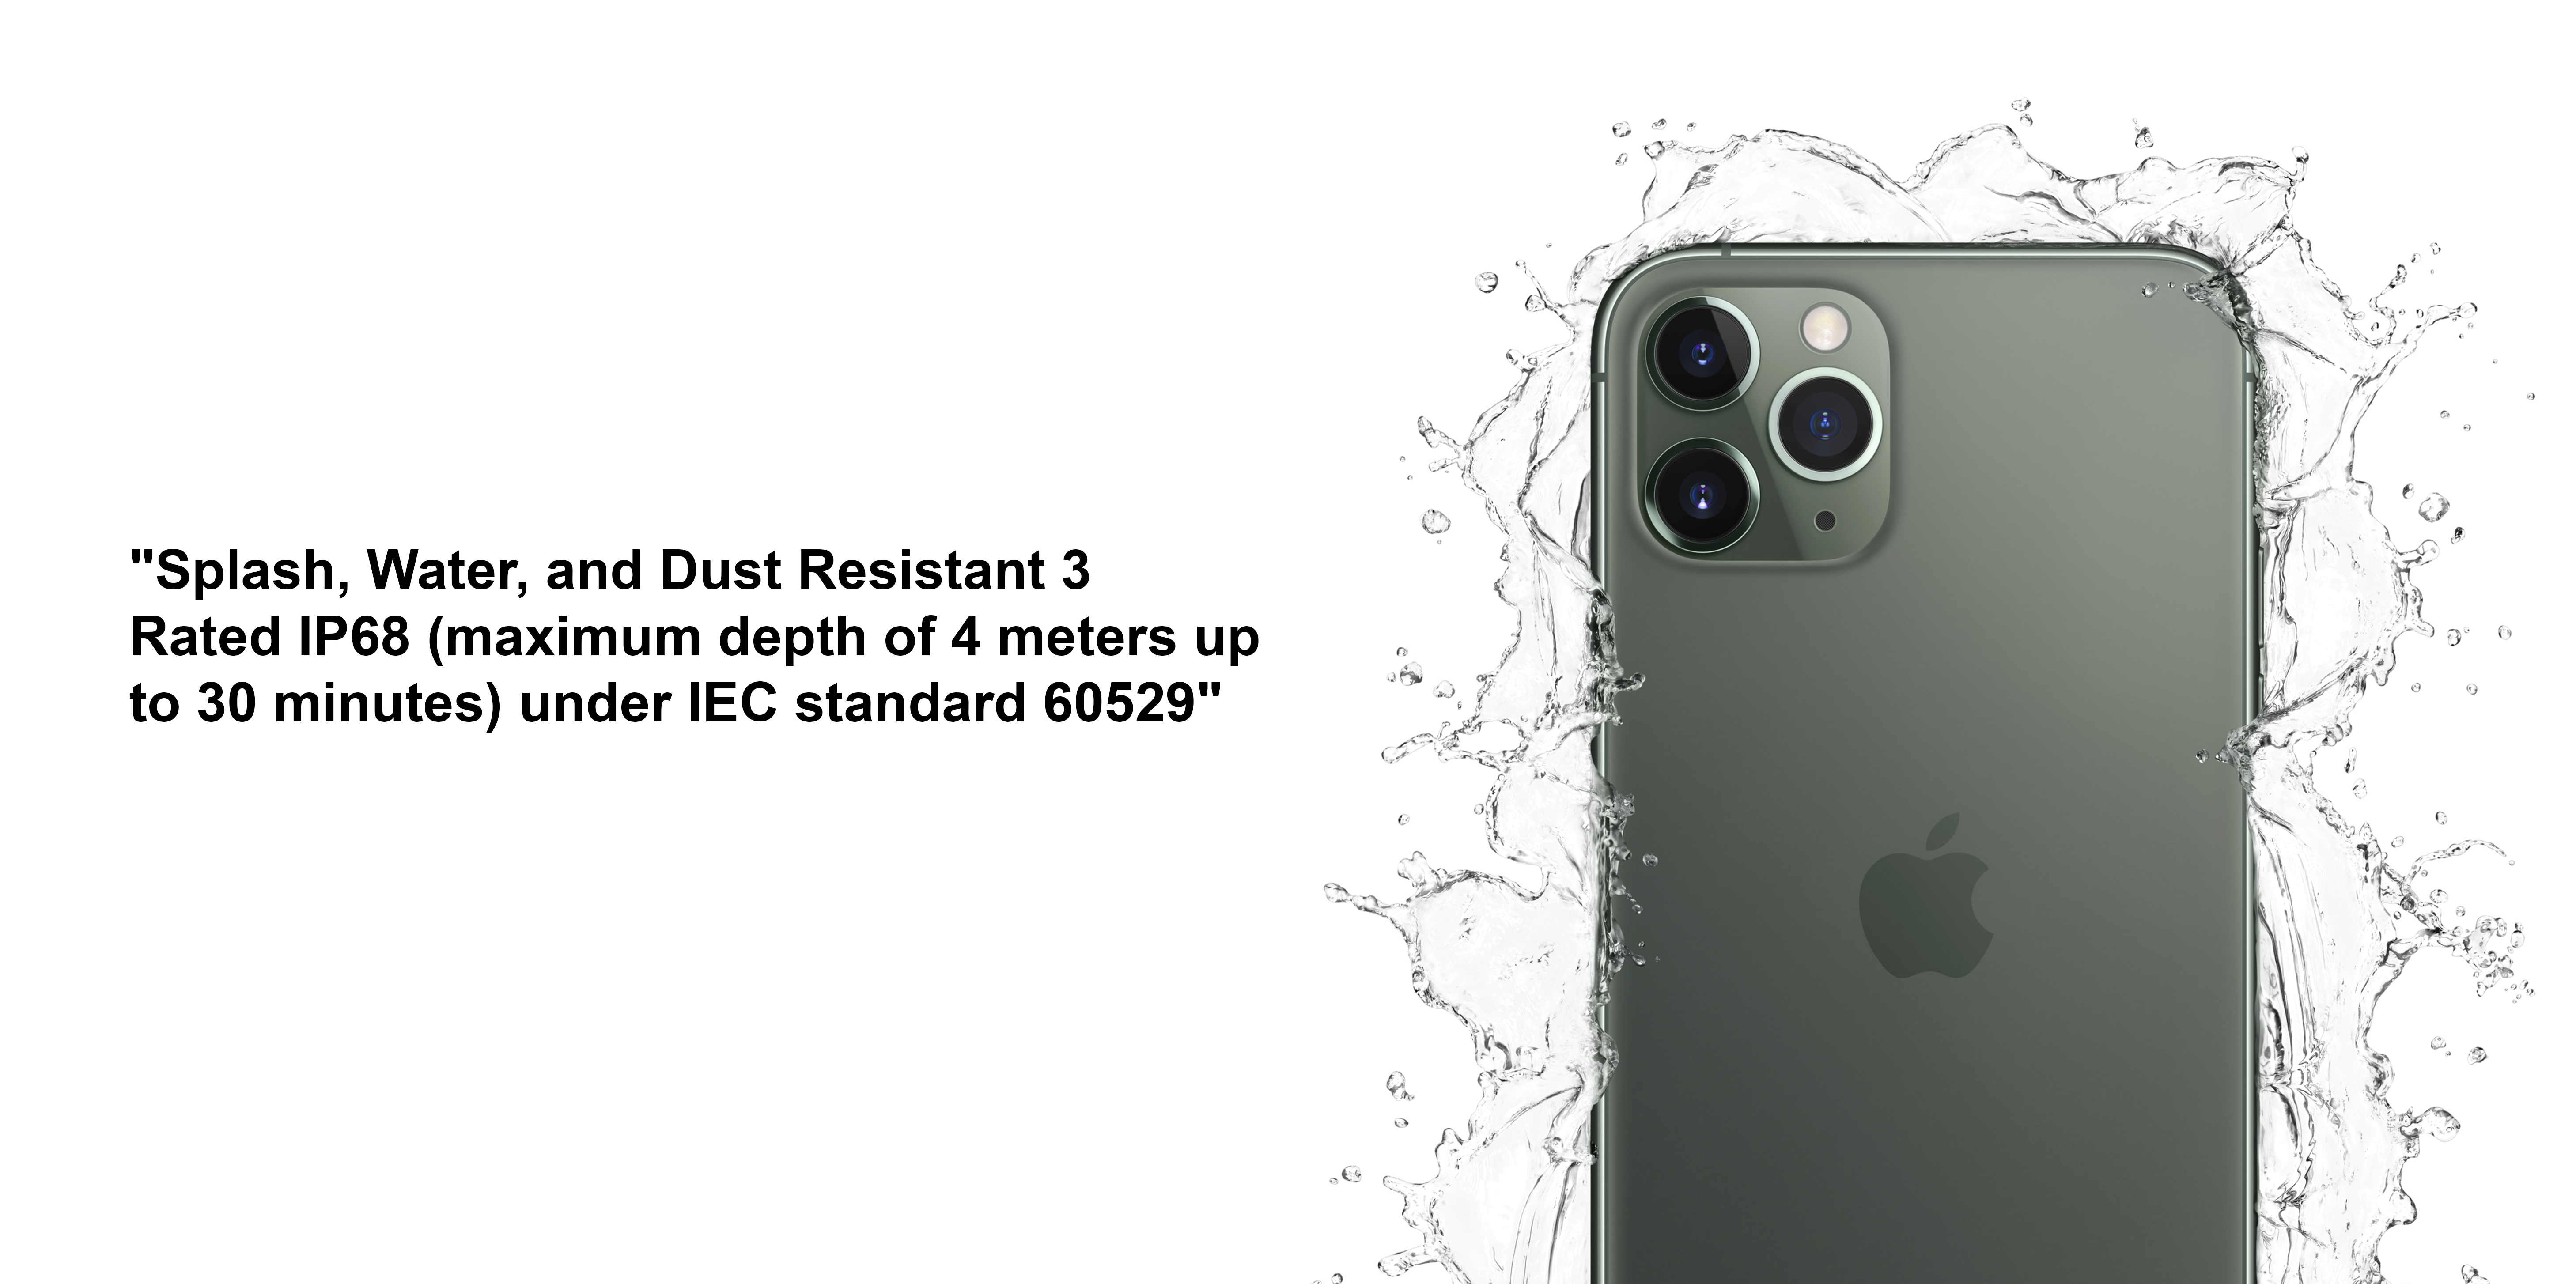 "Splash, Water, and Dust Resistant 3
Rated IP68 (maximum depth of 4 meters up
to 30 minutes) under IEC standard 60529"